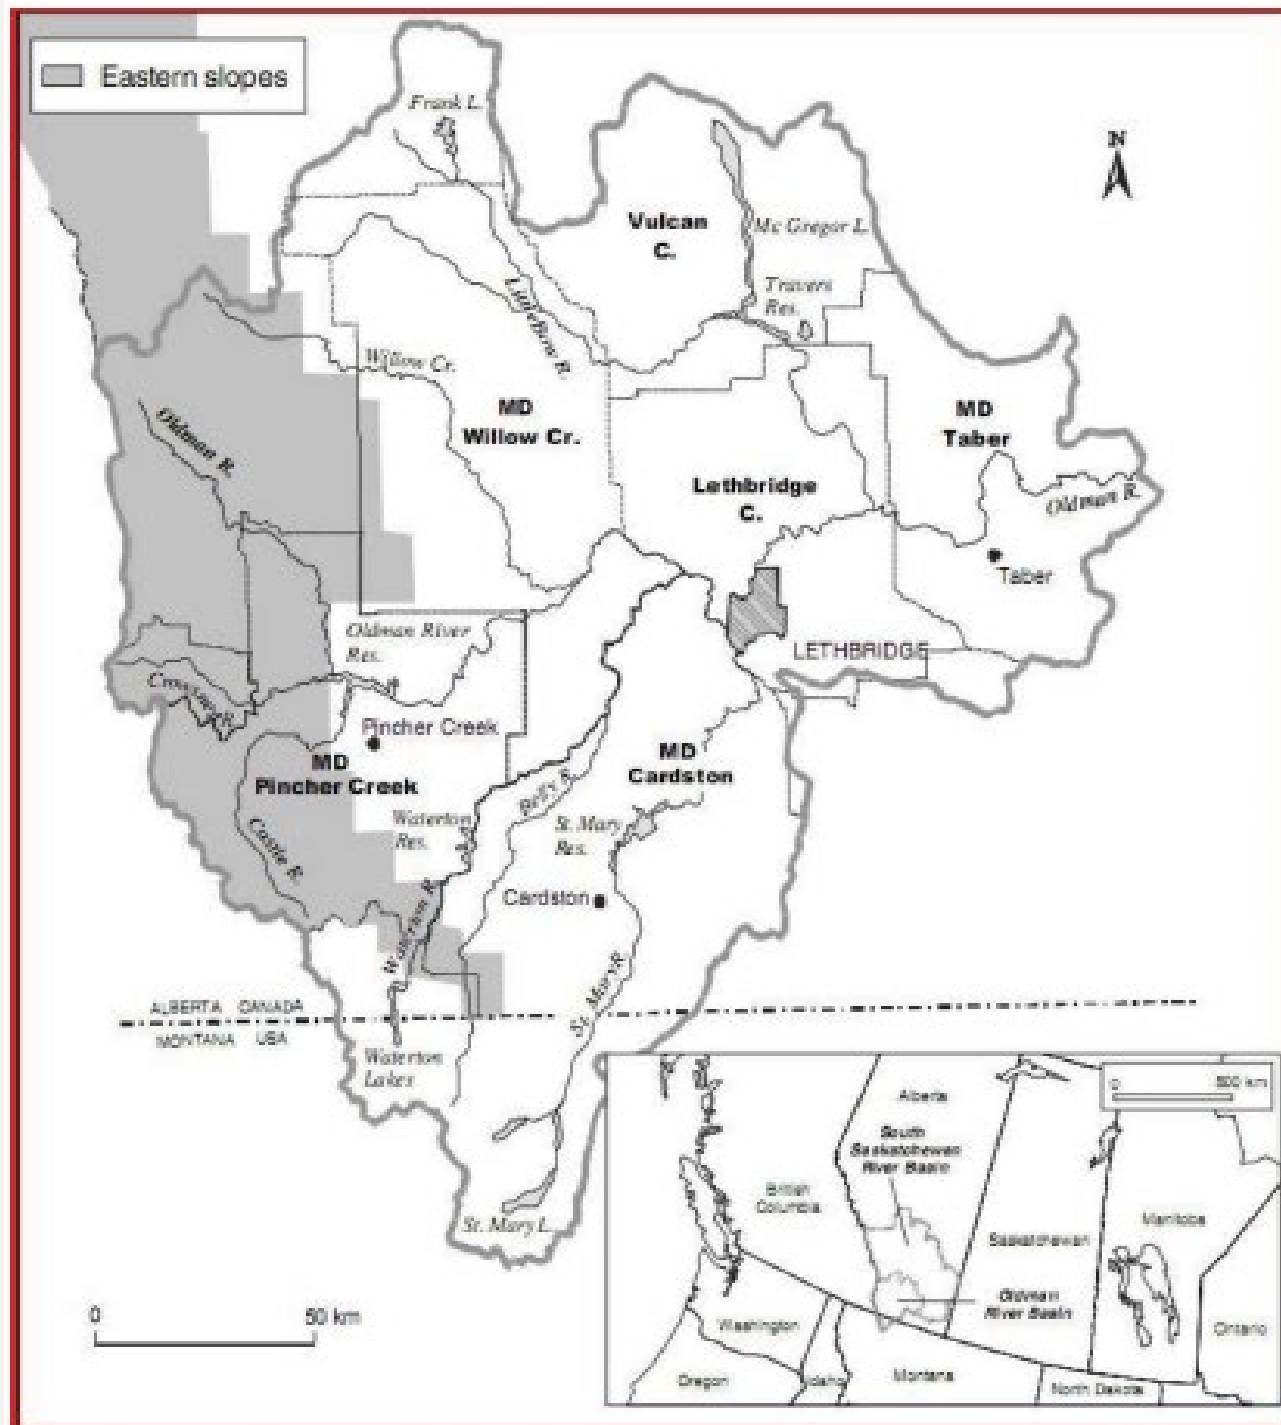 Eastern slopes
Frank L.
N
Vulcan
C.
Mc Gregor L.
Travers
Res.
Little Bow R.
Willow Cr.
MD
Willow Cr.
MD
Taber
Oldman R.
Lethbridge
C.
Oldman R.
Taber
Oldman River
Res.
LETHBRIDGE
Crowsnest R.
Pincher Creek
MD
Pincher Creek
MD
Cardston
Belly R.
Waterton
Res.
St. Mary
Res.
Castle R.
Cardston
Waterton R.
St. Mary R.
ALBERTA CANADA
MONTANA USA
Waterton
Lakes
St. Mary L.
0 50 km
0 500 km
Alberta
South
Saskatchewan
River Basin
British
Columbia
Manitoba
Saskatchewan
Oldman
River Basin
Washington
Ontario
Oregon
Idaho
Montana
North Dakota